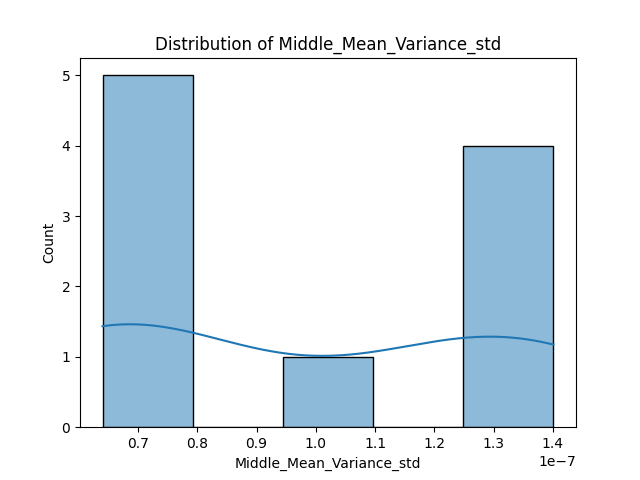 Distribution of Middle_Mean_Variance_std
5
4
3
2
1
0
Count
0.7 0.8 0.9 1.0 1.1 1.2 1.3 1.4
1e−7
Middle_Mean_Variance_std